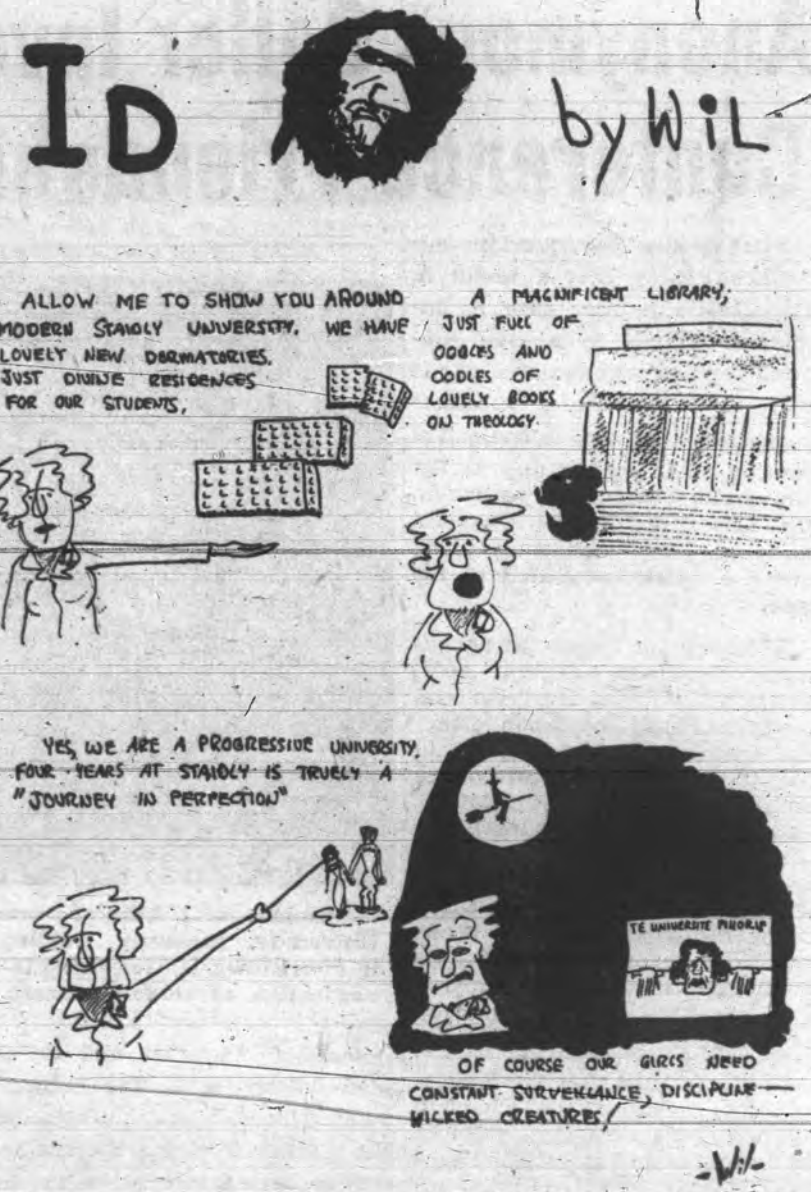 ID
by WiL
ALLOW ME TO SHOW YOU AROUND
MODERN STAIDLY UNIVERSITY. WE HAVE
LOVELY NEW DORMATORIES.
JUST DIVINE RESIDENCES
FOR OUR STUDENTS.
A MAGNIFICENT LIBRARY,
JUST FULL OF
OODLES AND
OODLES OF
LOVELY BOOKS
ON THEOLOGY.
YES, WE ARE A PROGRESSIVE UNIVERSITY.
FOUR YEARS AT STAIDLY IS TRUELY A
"JOURNEY IN PERFECTION"
TE UNIVERSITE
OF COURSE OUR GIRLS NEED
CONSTANT SURVEILLANCE, DISCIPLINE —
WICKED CREATURES!
-Wil-